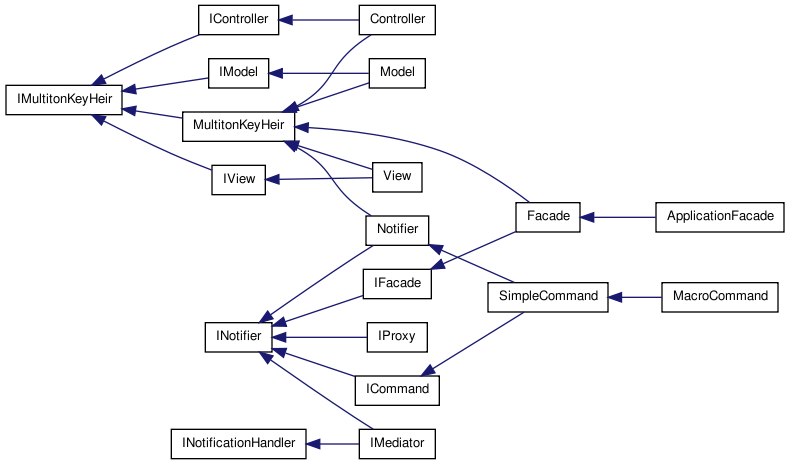 IController
Controller
IModel
Model
IMultitonKeyHeir
MultitonKeyHeir
IView
View
Facade
ApplicationFacade
Notifier
IFacade
SimpleCommand
MacroCommand
INotifier
IProxy
ICommand
INotificationHandler
IMediator